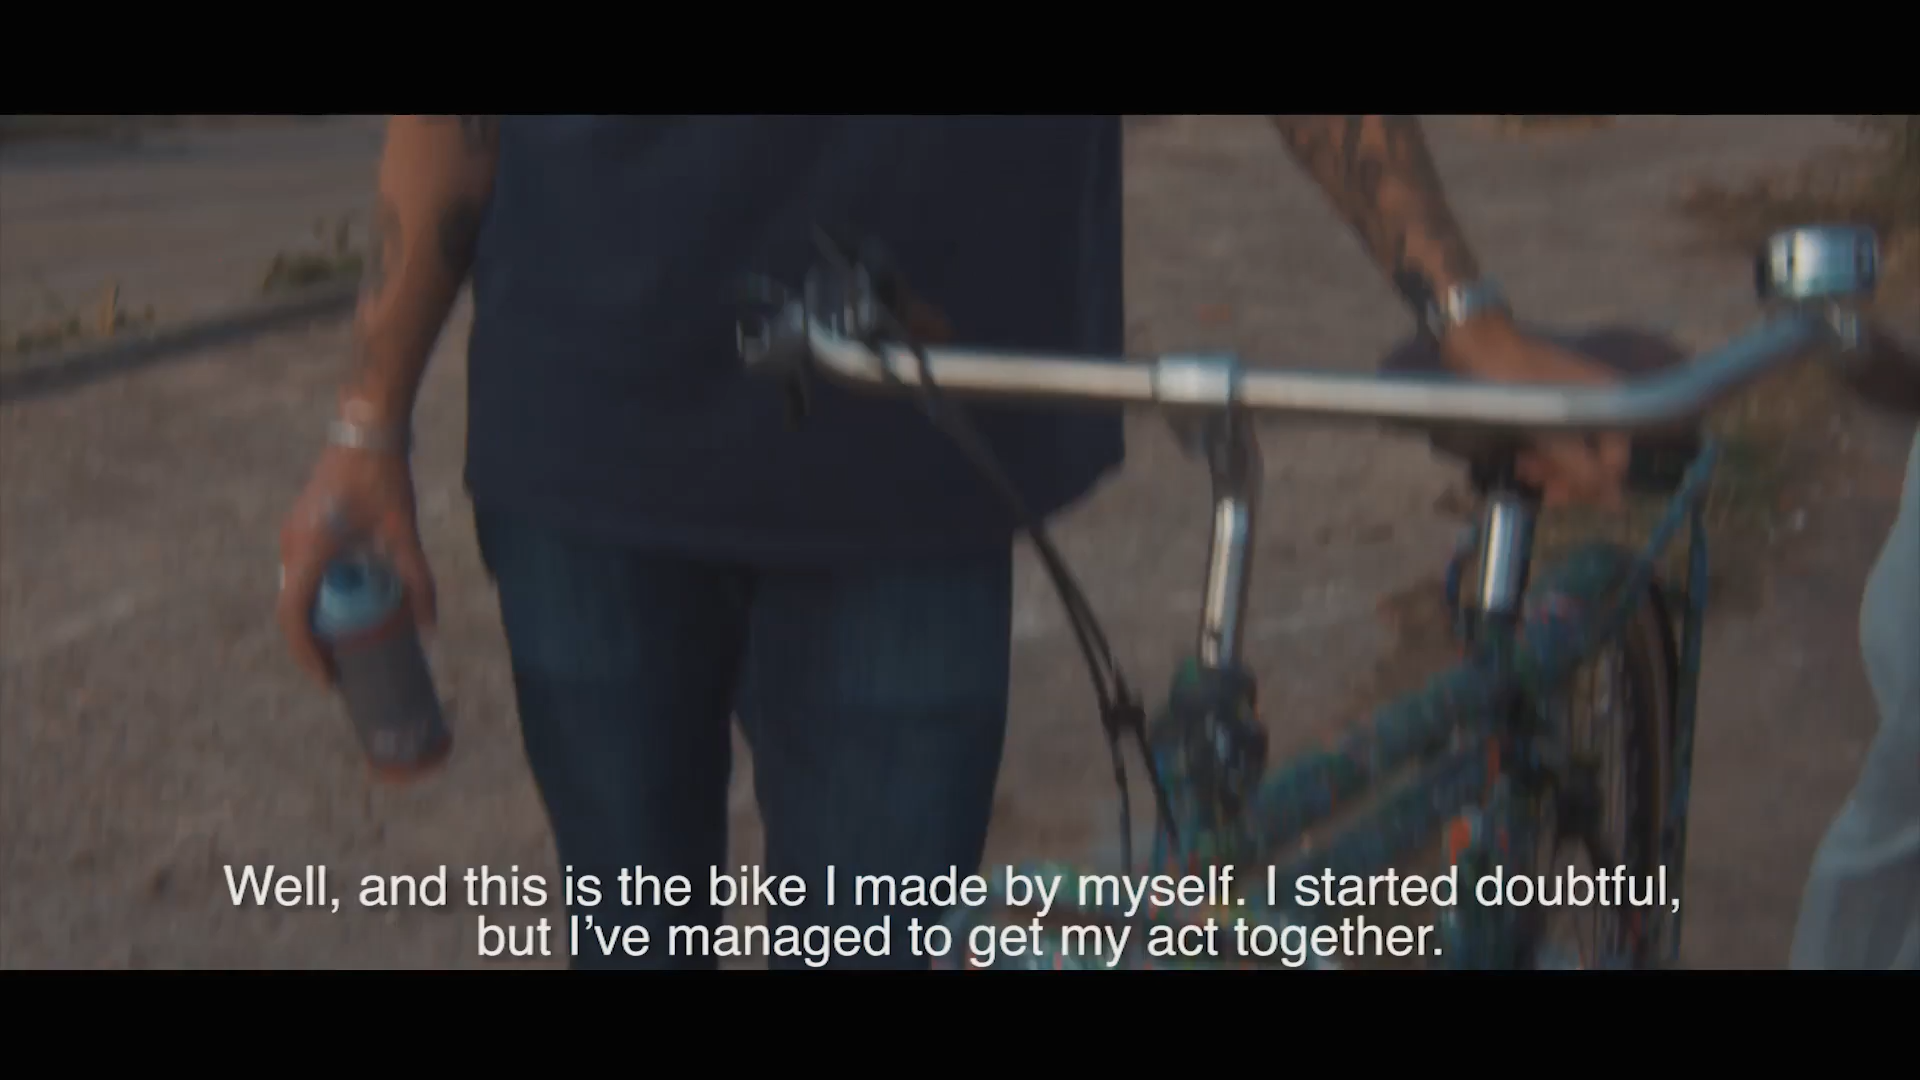 Well, and this is the bike I made by myself. I started doubtful,
but I’ve managed to get my act together.